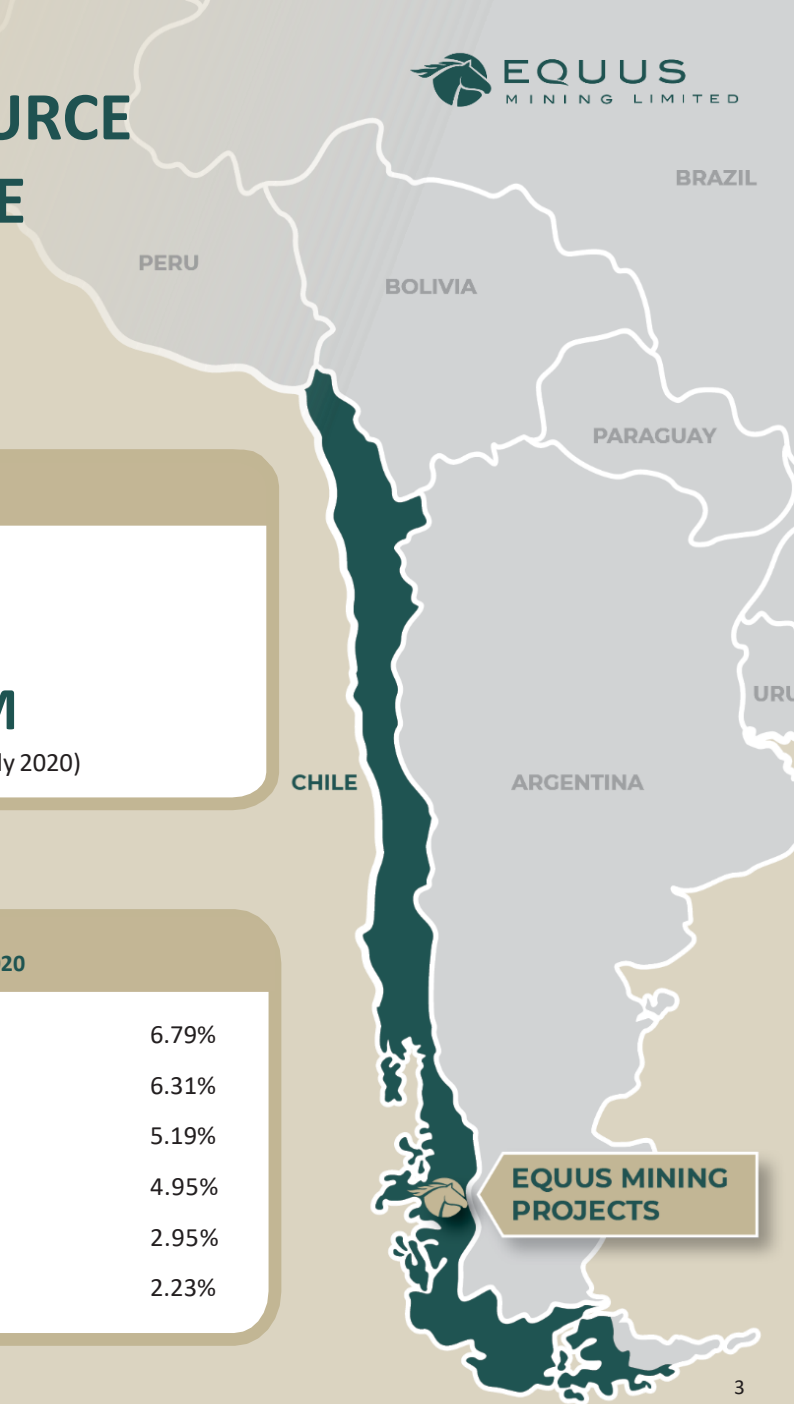 EQUUS
MINING LIMITED
URCE
E
BRAZIL
PERU
BOLIVIA
PARAGUAY
URU
M
ly 2020)
CHILE
ARGENTINA
20
6.79%
6.31%
5.19%
4.95%
2.95%
2.23%
EQUUS MINING
PROJECTS
3